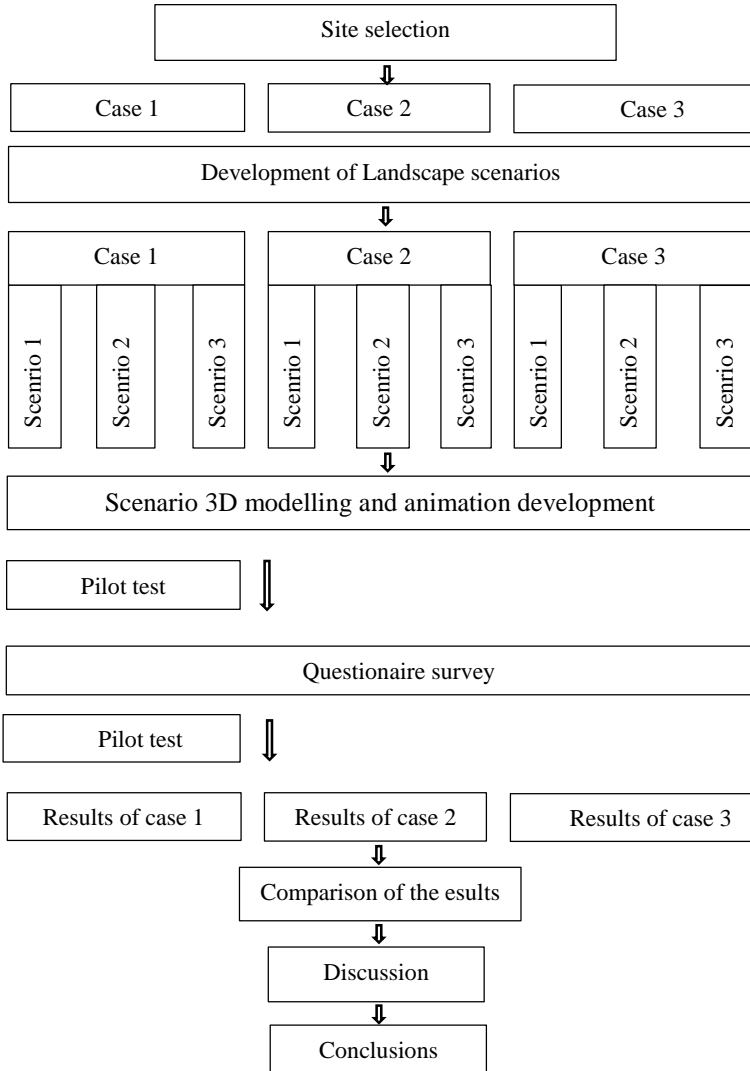 Site selection
Case 1
Case 2
Case 3
Development of Landscape scenarios
Case 1
Case 2
Case 3
Scenrio 1
Scenrio 2
Scenrio 3
Scenrio 1
Scenrio 2
Scenrio 3
Scenrio 1
Scenrio 2
Scenrio 3
Scenario 3D modelling and animation development
Pilot test
Questionaire survey
Pilot test
Results of case 1
Results of case 2
Results of case 3
Comparison of the esults
Discussion
Conclusions